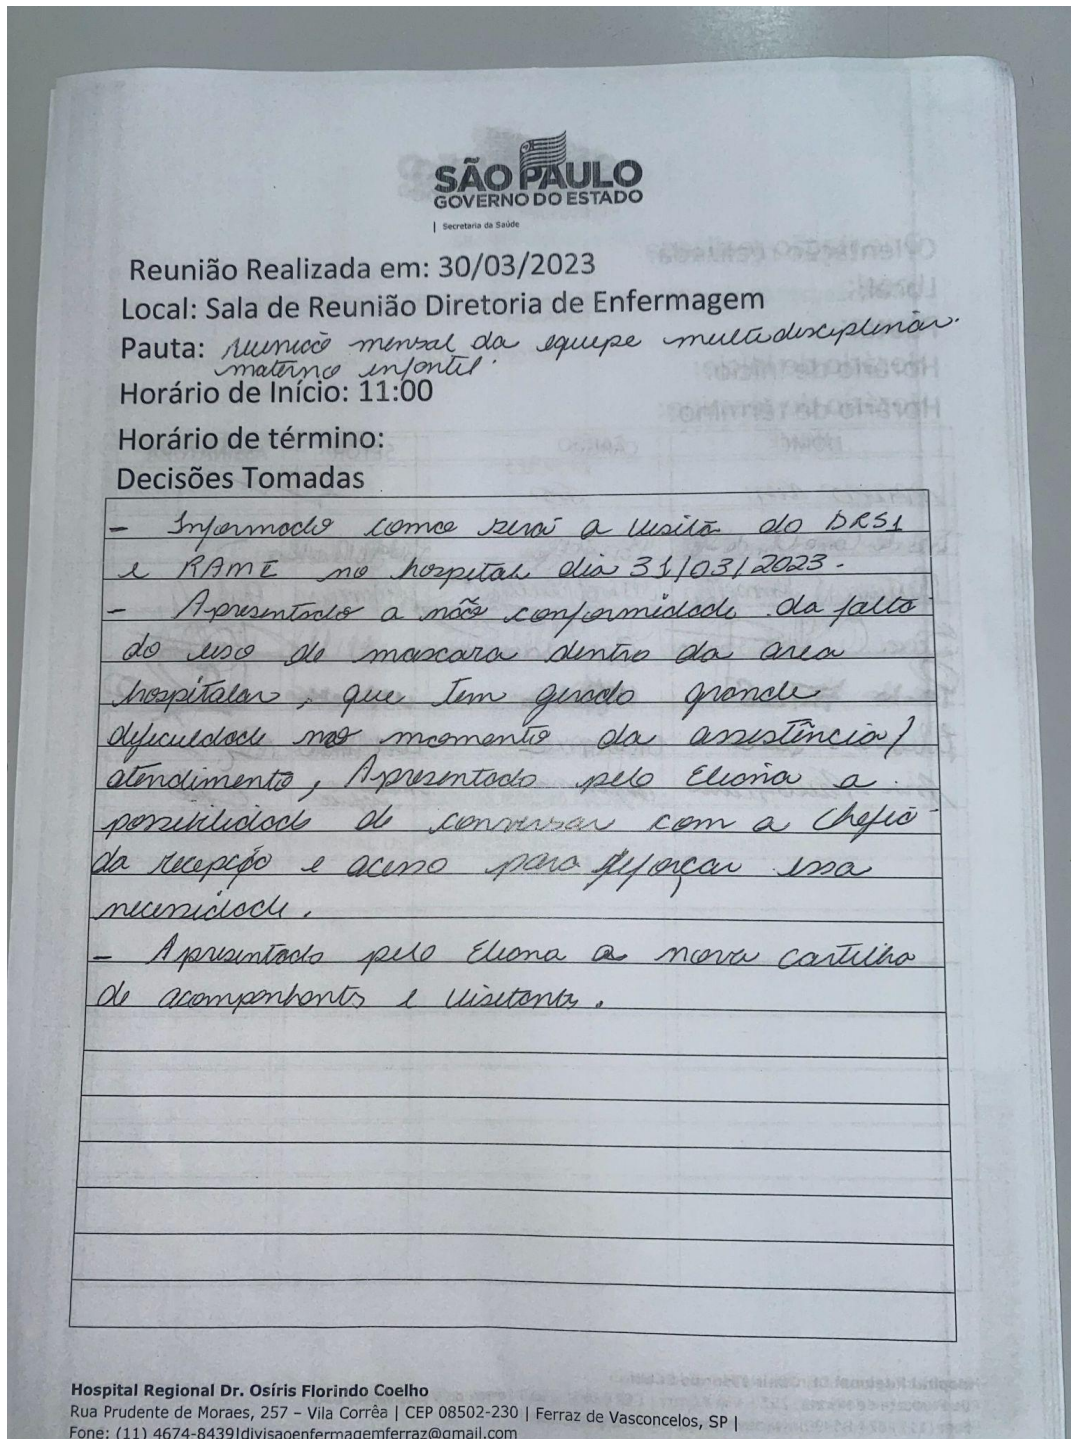 SÃO PAULO
GOVERNO DO ESTADO
Secretaria da Saúde
Reunião Realizada em: 30/03/2023
Local: Sala de Reunião Diretoria de Enfermagem
Pauta: reunião mensal da equipe multidisciplinar
materno infantil.
Horário de Início: 11:00
Horário de término:
Decisões Tomadas
- Informado como será a visita do DRS1
e RAME no hospital dia 31/03/2023.
- Apresentado a não conformidade da falta
do uso de mascara dentro da area
hospitalar, que tem gerado grande
dificuldade no momento da assistência/
atendimento, Apresentado pelo Eliana a
possibilidade de conversar com a chefia
da recepção e acesso para reforçar essa
necessidade.
- Apresentado pelo Eliana a nova cartilha
de acompanhants e visitants.
Hospital Regional Dr. Osíris Florindo Coelho
Rua Prudente de Moraes, 257 – Vila Corrêa | CEP 08502-230 | Ferraz de Vasconcelos, SP |
Fone: (11) 4674-8439|divisaoenfermagemferraz@gmail.com